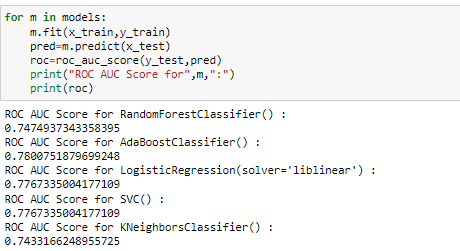 for m in models:
    m.fit(x_train,y_train)
    pred=m.predict(x_test)
    roc=roc_auc_score(y_test,pred)
    print("ROC AUC Score for",m,":")
    print(roc)
ROC AUC Score for RandomForestClassifier() :
0.7474937343358395
ROC AUC Score for AdaBoostClassifier() :
0.7800751879699248
ROC AUC Score for LogisticRegression(solver='liblinear') :
0.7767335004177109
ROC AUC Score for SVC() :
0.7767335004177109
ROC AUC Score for KNeighborsClassifier() :
0.7433166248955725